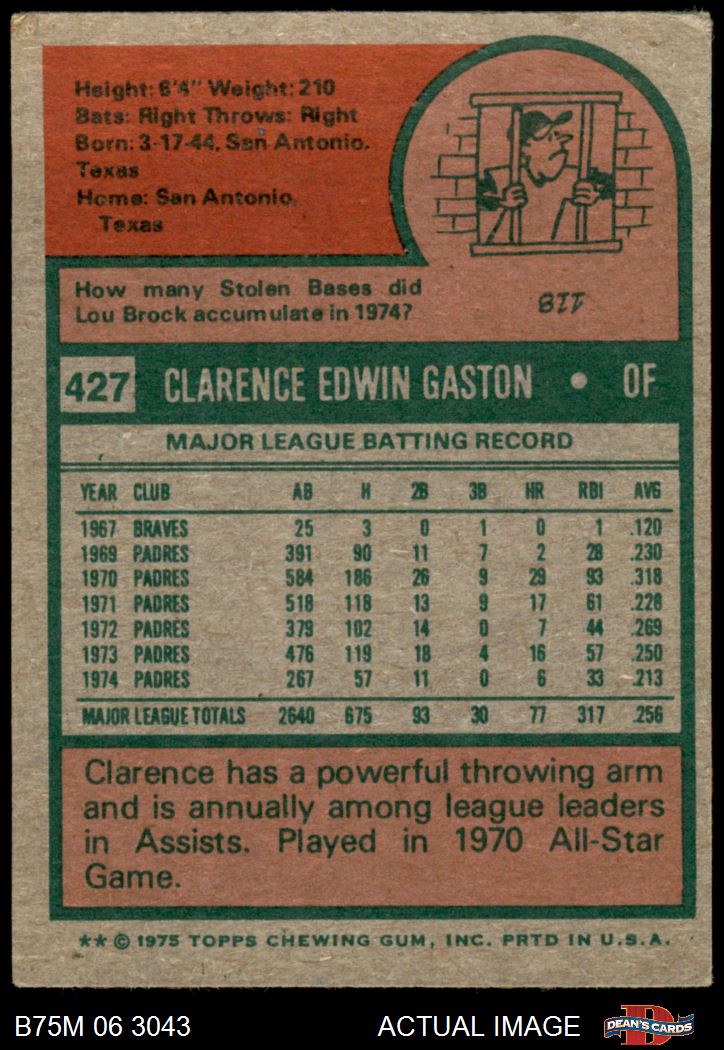 Height: 6'4" Weight: 210
Bats: Right Throws: Right
Born: 3-17-44, San Antonio,
Texas
Home: San Antonio,
Texas
How many Stolen Bases did
Lou Brock accumulate in 1974?
118
427 CLARENCE EDWIN GASTON • OF
MAJOR LEAGUE BATTING RECORD
YEAR CLUB AB H 2B 3B HR RBI AVG
1967 BRAVES 25 3 0 1 0 1 .120
1969 PADRES 391 90 11 7 2 28 .230
1970 PADRES 584 186 26 9 29 93 .318
1971 PADRES 518 118 13 9 17 61 .228
1972 PADRES 379 102 14 0 7 44 .269
1973 PADRES 476 119 18 4 16 57 .250
1974 PADRES 267 57 11 0 6 33 .213
MAJOR LEAGUE TOTALS 2640 675 93 30 77 317 .256
Clarence has a powerful throwing arm
and is annually among league leaders
in Assists. Played in 1970 All-Star
Game.
** © 1975 TOPPS CHEWING GUM, INC. PRTD IN U.S.A.
B75M 06 3043 ACTUAL IMAGE DEAN'S CARDS